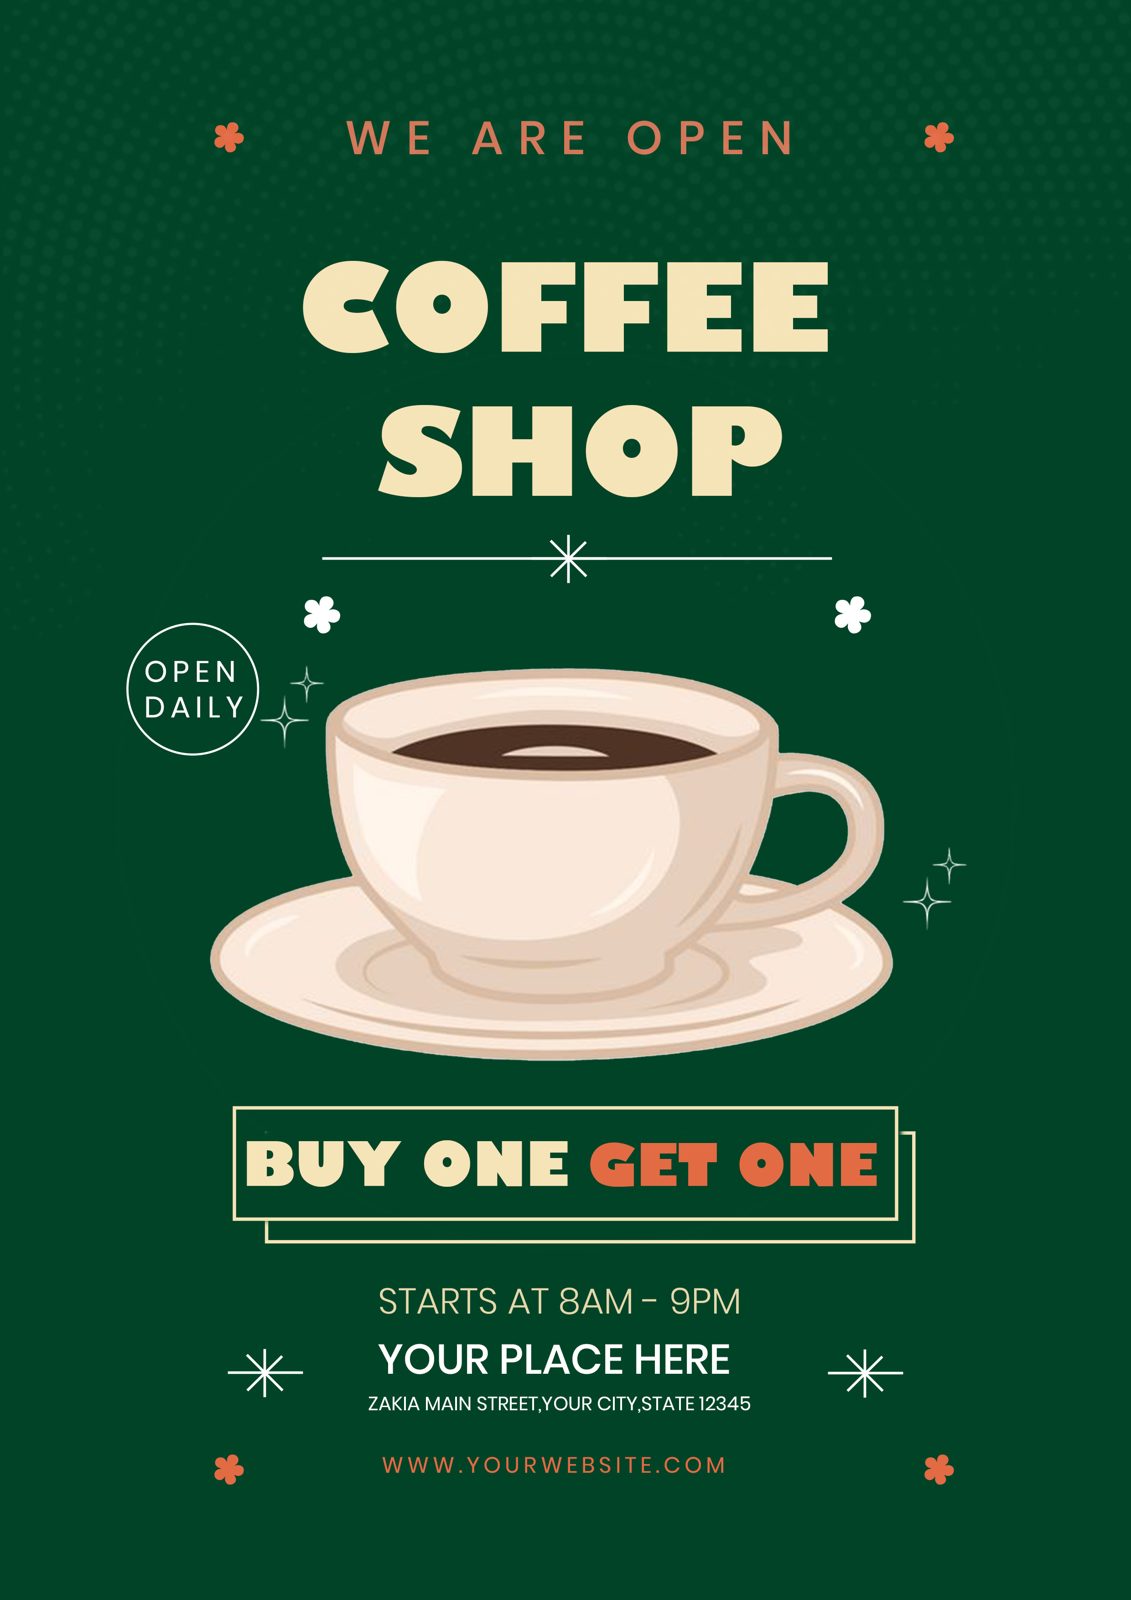 WE ARE OPEN
COFFEE
SHOP
OPEN
DAILY
BUY ONE GET ONE
STARTS AT 8AM - 9PM
YOUR PLACE HERE
ZAKIA MAIN STREET,YOUR CITY,STATE 12345
WWW.YOURWEBSITE.COM